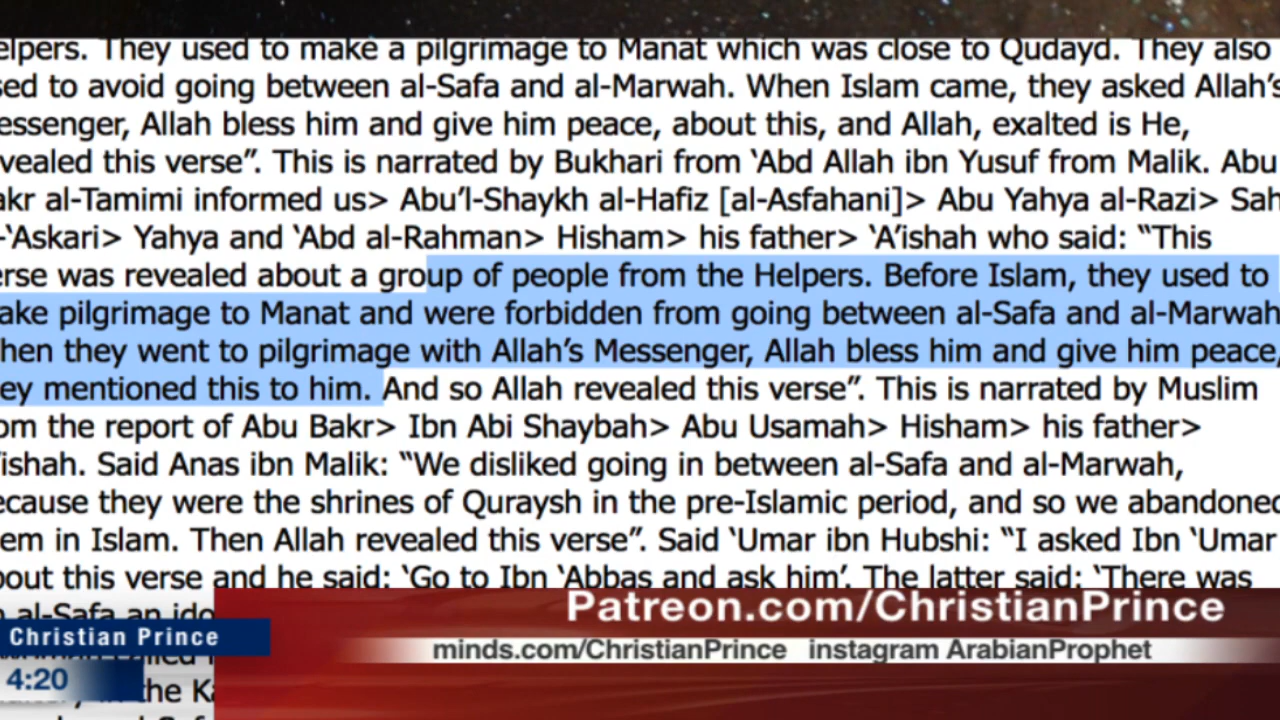 elpers. They used to make a pilgrimage to Manat which was close to Qudayd. They also
sed to avoid going between al-Safa and al-Marwah. When Islam came, they asked Allah's
essenger, Allah bless him and give him peace, about this, and Allah, exalted is He,
vealed this verse”. This is narrated by Bukhari from ‘Abd Allah ibn Yusuf from Malik. Abu
akr al-Tamimi informed us> Abu’l-Shaykh al-Hafiz [al-Asfahani]> Abu Yahya al-Razi> Sah
-‘Askari> Yahya and ‘Abd al-Rahman> Hisham> his father> ‘A’ishah who said: “This
erse was revealed about a group of people from the Helpers. Before Islam, they used to
ake pilgrimage to Manat and were forbidden from going between al-Safa and al-Marwah
hen they went to pilgrimage with Allah’s Messenger, Allah bless him and give him peace,
ey mentioned this to him. And so Allah revealed this verse”. This is narrated by Muslim
om the report of Abu Bakr> Ibn Abi Shaybah> Abu Usamah> Hisham> his father>
’ishah. Said Anas ibn Malik: “We disliked going in between al-Safa and al-Marwah,
ecause they were the shrines of Quraysh in the pre-Islamic period, and so we abandoned
em in Islam. Then Allah revealed this verse”. Said ‘Umar ibn Hubshi: “I asked Ibn ‘Umar
bout this verse and he said: ‘Go to Ibn ‘Abbas and ask him’. The latter said: ‘There was
al-Safa an ido
Patreon.com/ChristianPrince
Christian Prince
minds.com/ChristianPrince instagram ArabianProphet
4:20
the Ka